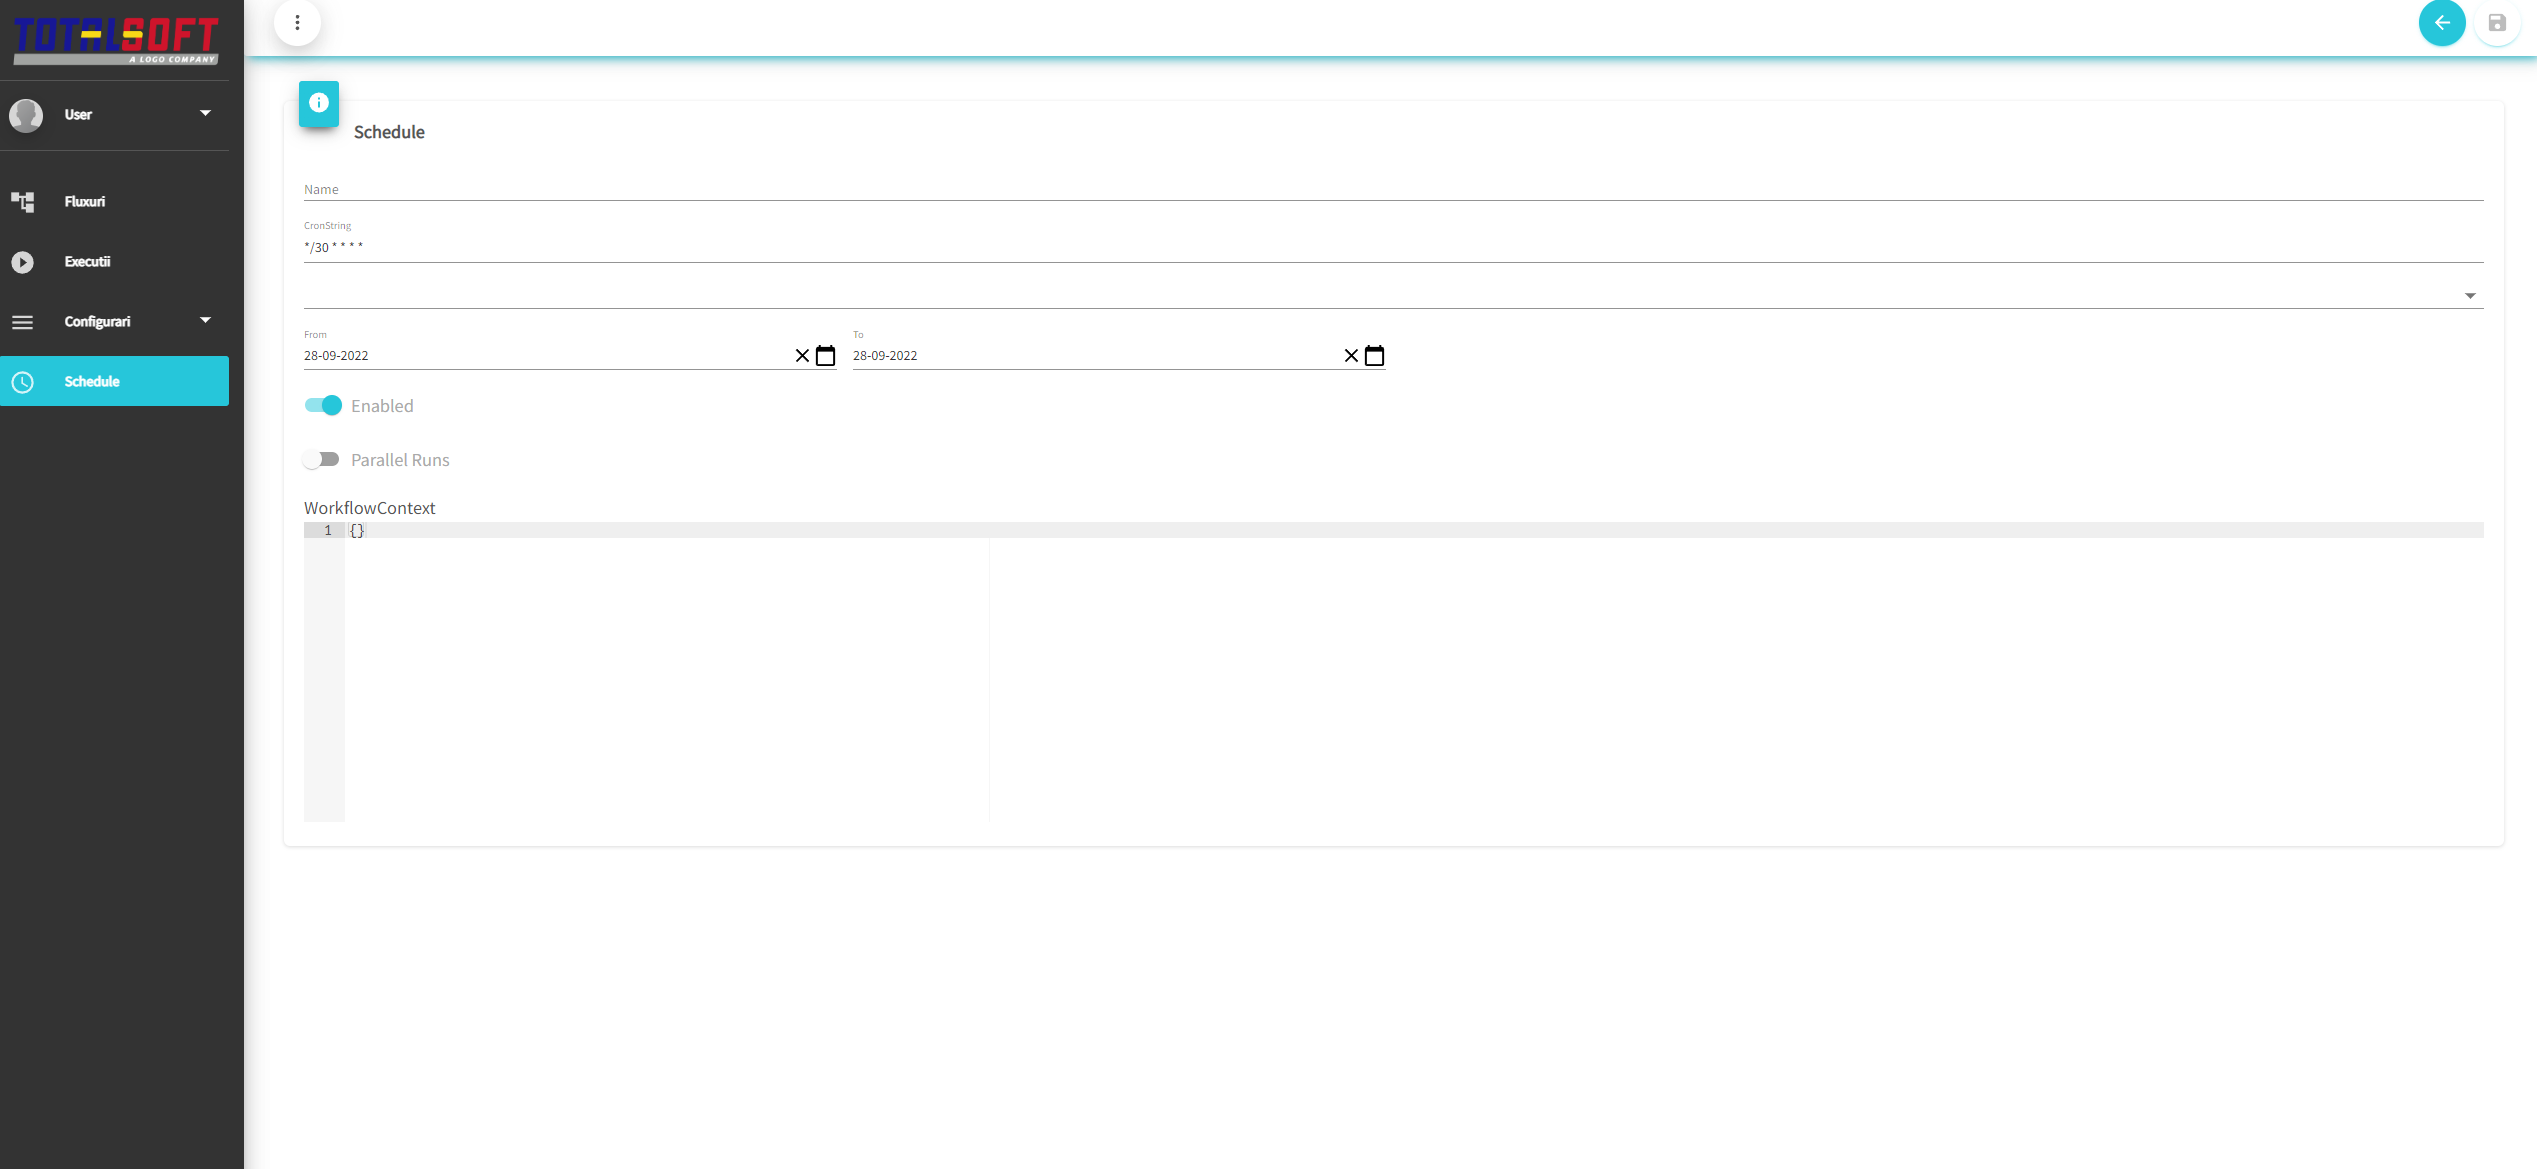 TOTALSOFT
A LOGO COMPANY
User
Fluxuri
Executii
Configurari
Schedule
Schedule
Name
CronString
*/30 * * * *
From
To
28-09-2022
28-09-2022
Enabled
Parallel Runs
WorkflowContext
1 {}